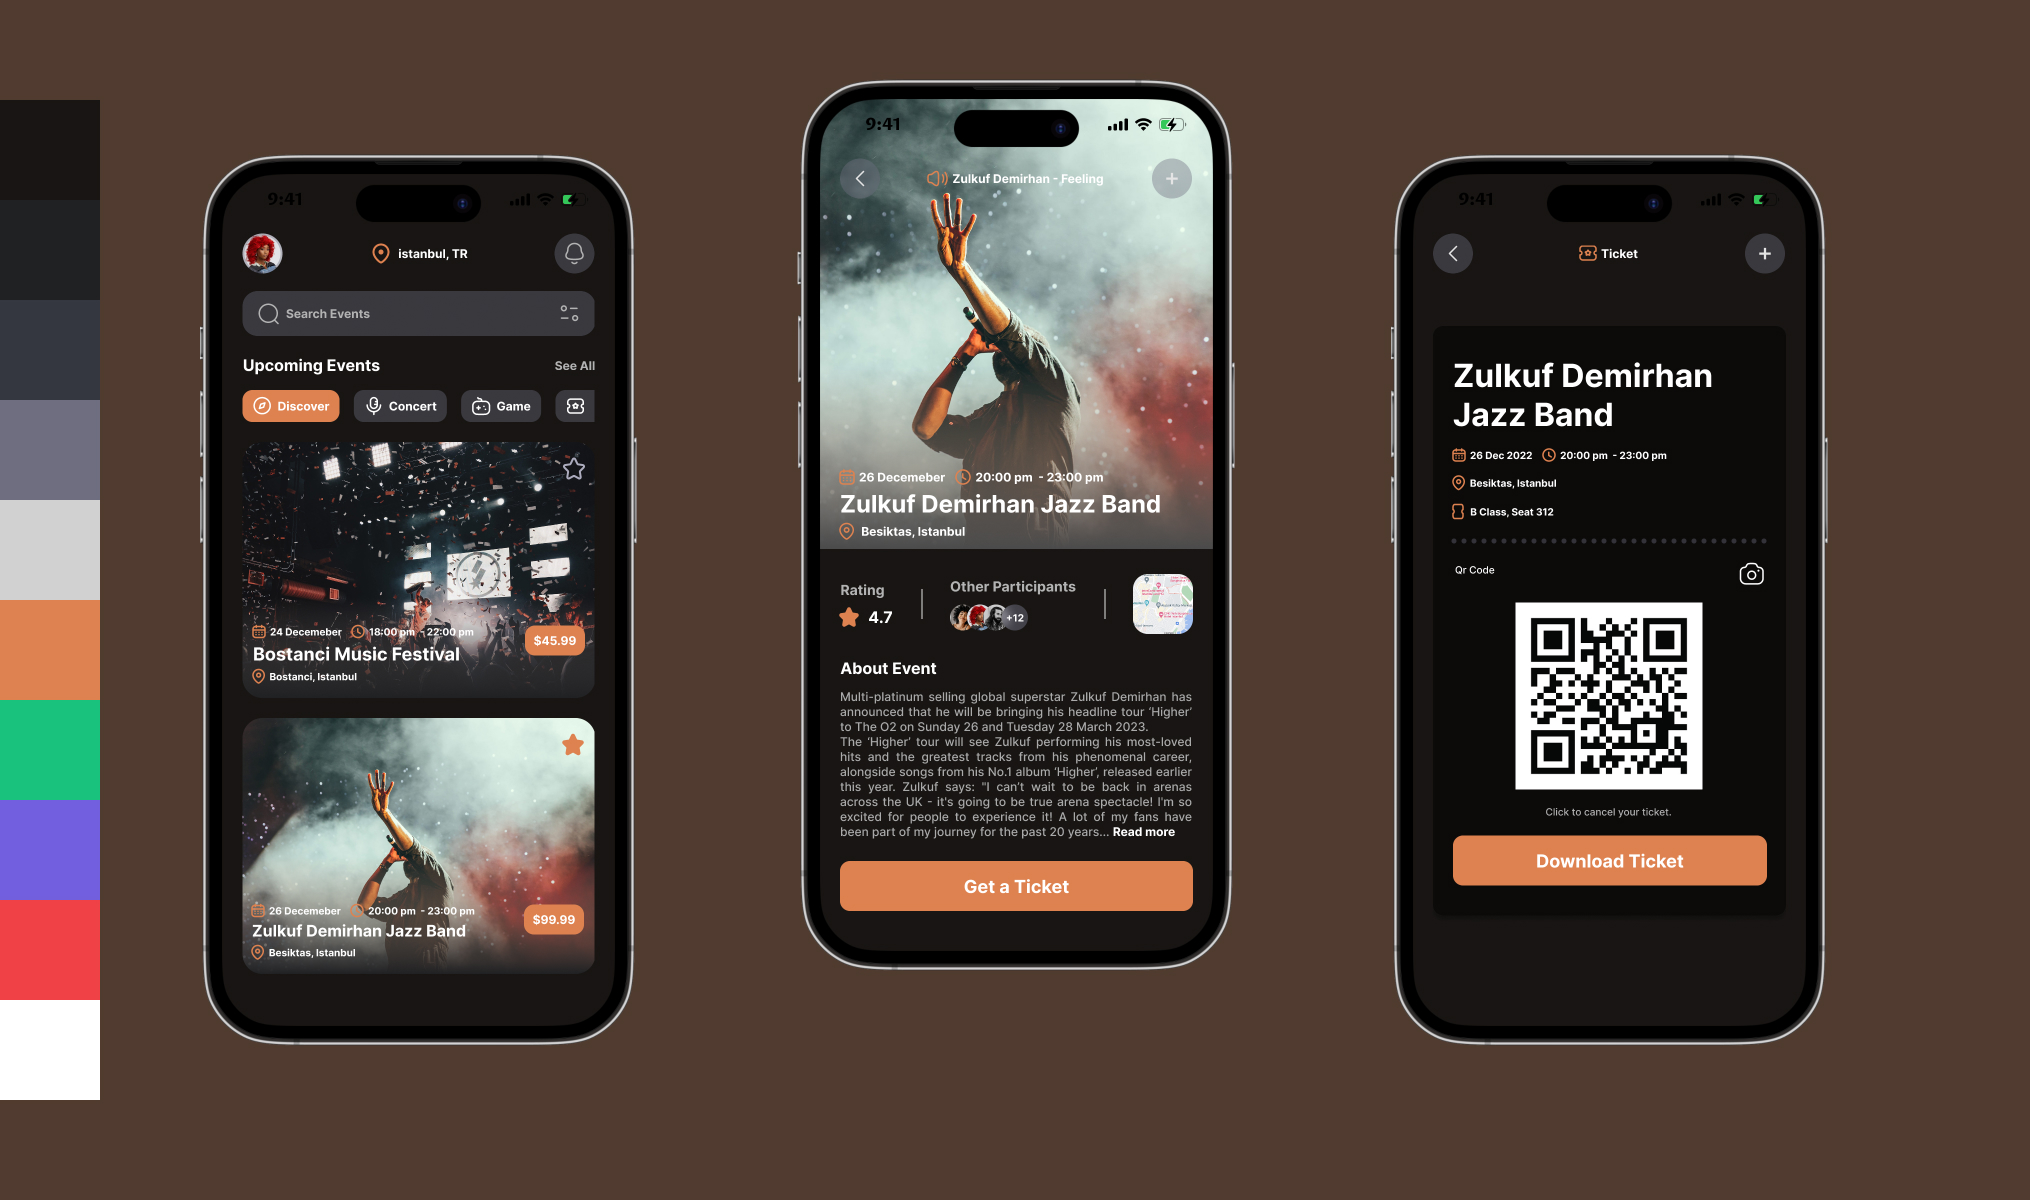 9:41
istanbul, TR
Search Events
Upcoming Events
See All
Discover
Concert
Game
24 Decemeber
18:00 pm - 22:00 pm
Bostanci Music Festival
$45.99
Bostanci, Istanbul
26 Decemeber
20:00 pm - 23:00 pm
Zulkuf Demirhan Jazz Band
$99.99
Besiktas, Istanbul
9:41
Zulkuf Demirhan - Feeling
26 Decemeber
20:00 pm - 23:00 pm
Zulkuf Demirhan Jazz Band
Besiktas, Istanbul
Rating
4.7
Other Participants
+12
About Event
Multi-platinum selling global superstar Zulkuf Demirhan has
announced that he will be bringing his headline tour ‘Higher’
to The O2 on Sunday 26 and Tuesday 28 March 2023.
The ‘Higher’ tour will see Zulkuf performing his most-loved
hits and the greatest tracks from his phenomenal career,
alongside songs from his No.1 album ‘Higher’, released earlier
this year. Zulkuf says: "I can’t wait to be back in arenas
across the UK - it's going to be true arena spectacle! I'm so
excited for people to experience it! A lot of my fans have
been part of my journey for the past 20 years... Read more
Get a Ticket
9:41
Ticket
Zulkuf Demirhan
Jazz Band
26 Dec 2022
20:00 pm - 23:00 pm
Besiktas, Istanbul
B Class, Seat 312
Qr Code
Click to cancel your ticket.
Download Ticket